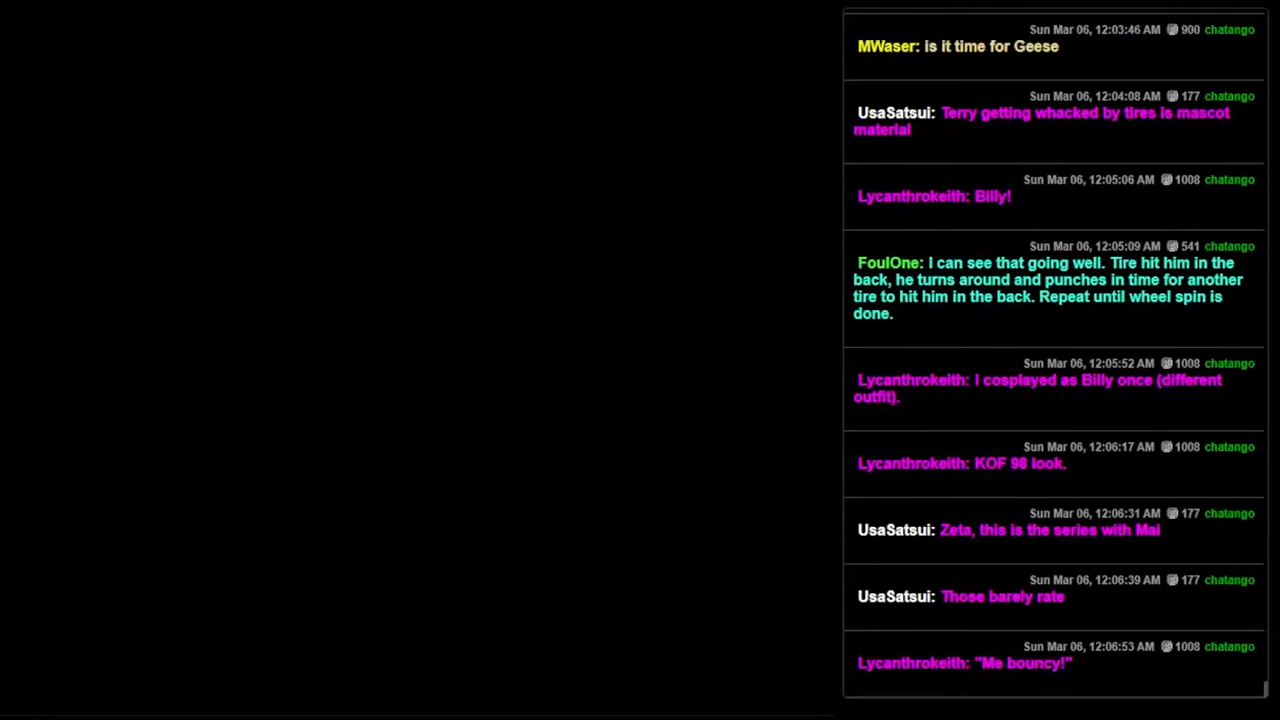 Sun Mar 06, 12:03:46 AM 900 chatango
MWaser: is it time for Geese
Sun Mar 06, 12:04:08 AM 177 chatango
UsaSatsui: Terry getting whacked by tires is mascot
material
Sun Mar 06, 12:05:06 AM 1008 chatango
Lycanthrokeith: Billy!
Sun Mar 06, 12:05:09 AM 541 chatango
FoulOne: I can see that going well. Tire hit him in the
back, he turns around and punches in time for another
tire to hit him in the back. Repeat until wheel spin is
done.
Sun Mar 06, 12:05:52 AM 1008 chatango
Lycanthrokeith: I cosplayed as Billy once (different
outfit).
Sun Mar 06, 12:06:17 AM 1008 chatango
Lycanthrokeith: KOF 98 look.
Sun Mar 06, 12:06:31 AM 177 chatango
UsaSatsui: Zeta, this is the series with Mai
Sun Mar 06, 12:06:39 AM 177 chatango
UsaSatsui: Those barely rate
Sun Mar 06, 12:06:53 AM 1008 chatango
Lycanthrokeith: "Me bouncy!"